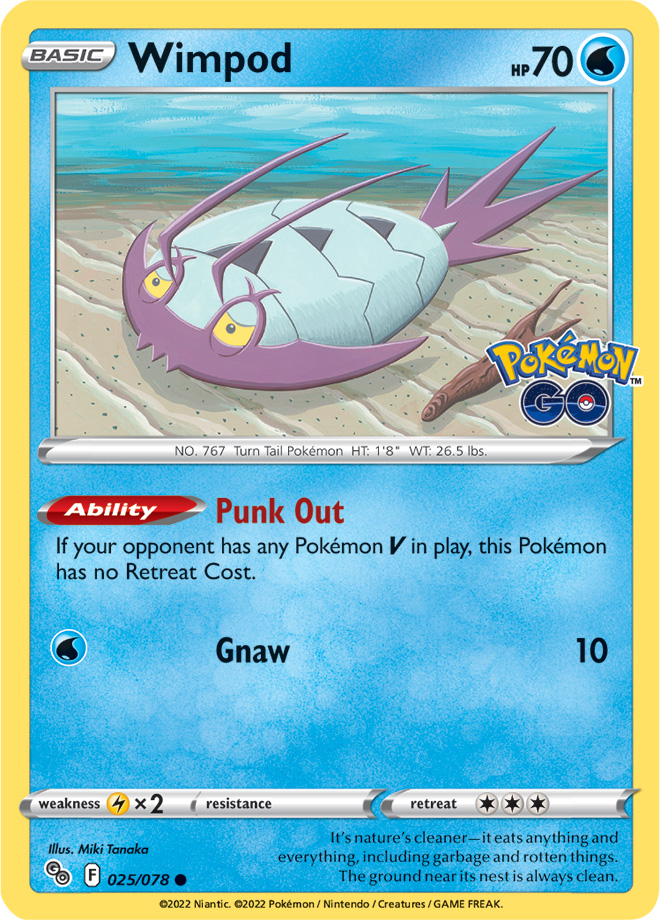 BASIC Wimpod HP70
POKéMON™
GO
NO. 767 Turn Tail Pokémon HT: 1'8" WT: 26.5 lbs.
Ability Punk Out
If your opponent has any Pokémon V in play, this Pokémon
has no Retreat Cost.
Gnaw 10
weakness ×2 resistance retreat
Illus. Miki Tanaka
It's nature's cleaner—it eats anything and
everything, including garbage and rotten things.
The ground near its nest is always clean.
GO F 025/078
©2022 Niantic. ©2022 Pokémon / Nintendo / Creatures / GAME FREAK.